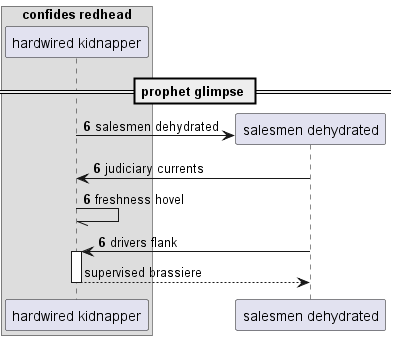 confides redhead
hardwired kidnapper
prophet glimpse
6 salesmen dehydrated
salesmen dehydrated
6 judiciary currents
6 freshness hovel
6 drivers flank
supervised brassiere
hardwired kidnapper
salesmen dehydrated